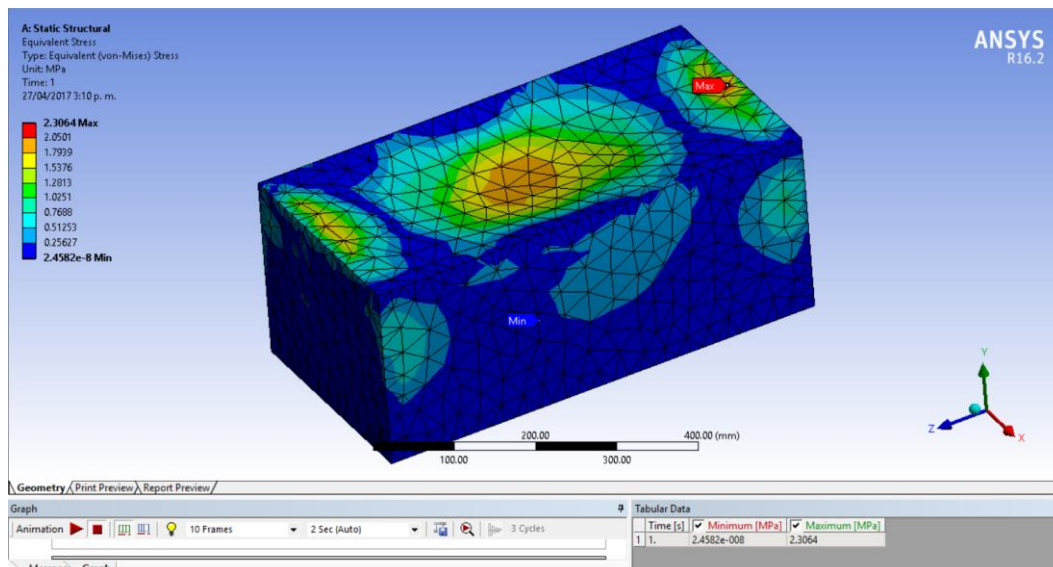 A: Static Structural
Equivalent Stress
Type: Equivalent (von-Mises) Stress
Unit: MPa
Time: 1
27/04/2017 3:10 p. m.
ANSYS
R16.2
2.3064 Max
2.0501
1.7939
1.5376
1.2813
1.0251
0.7688
0.51253
0.25627
2.4582e-8 Min
Max
Min
Y
Z
X
200.00
400.00 (mm)
100.00
300.00
Geometry Print Preview Report Preview
Graph
Animation 10 Frames 2 Sec (Auto) 3 Cycles
Tabular Data
Time [s] Minimum [MPa] Maximum [MPa]
1 1. 2.4582e-008 2.3064